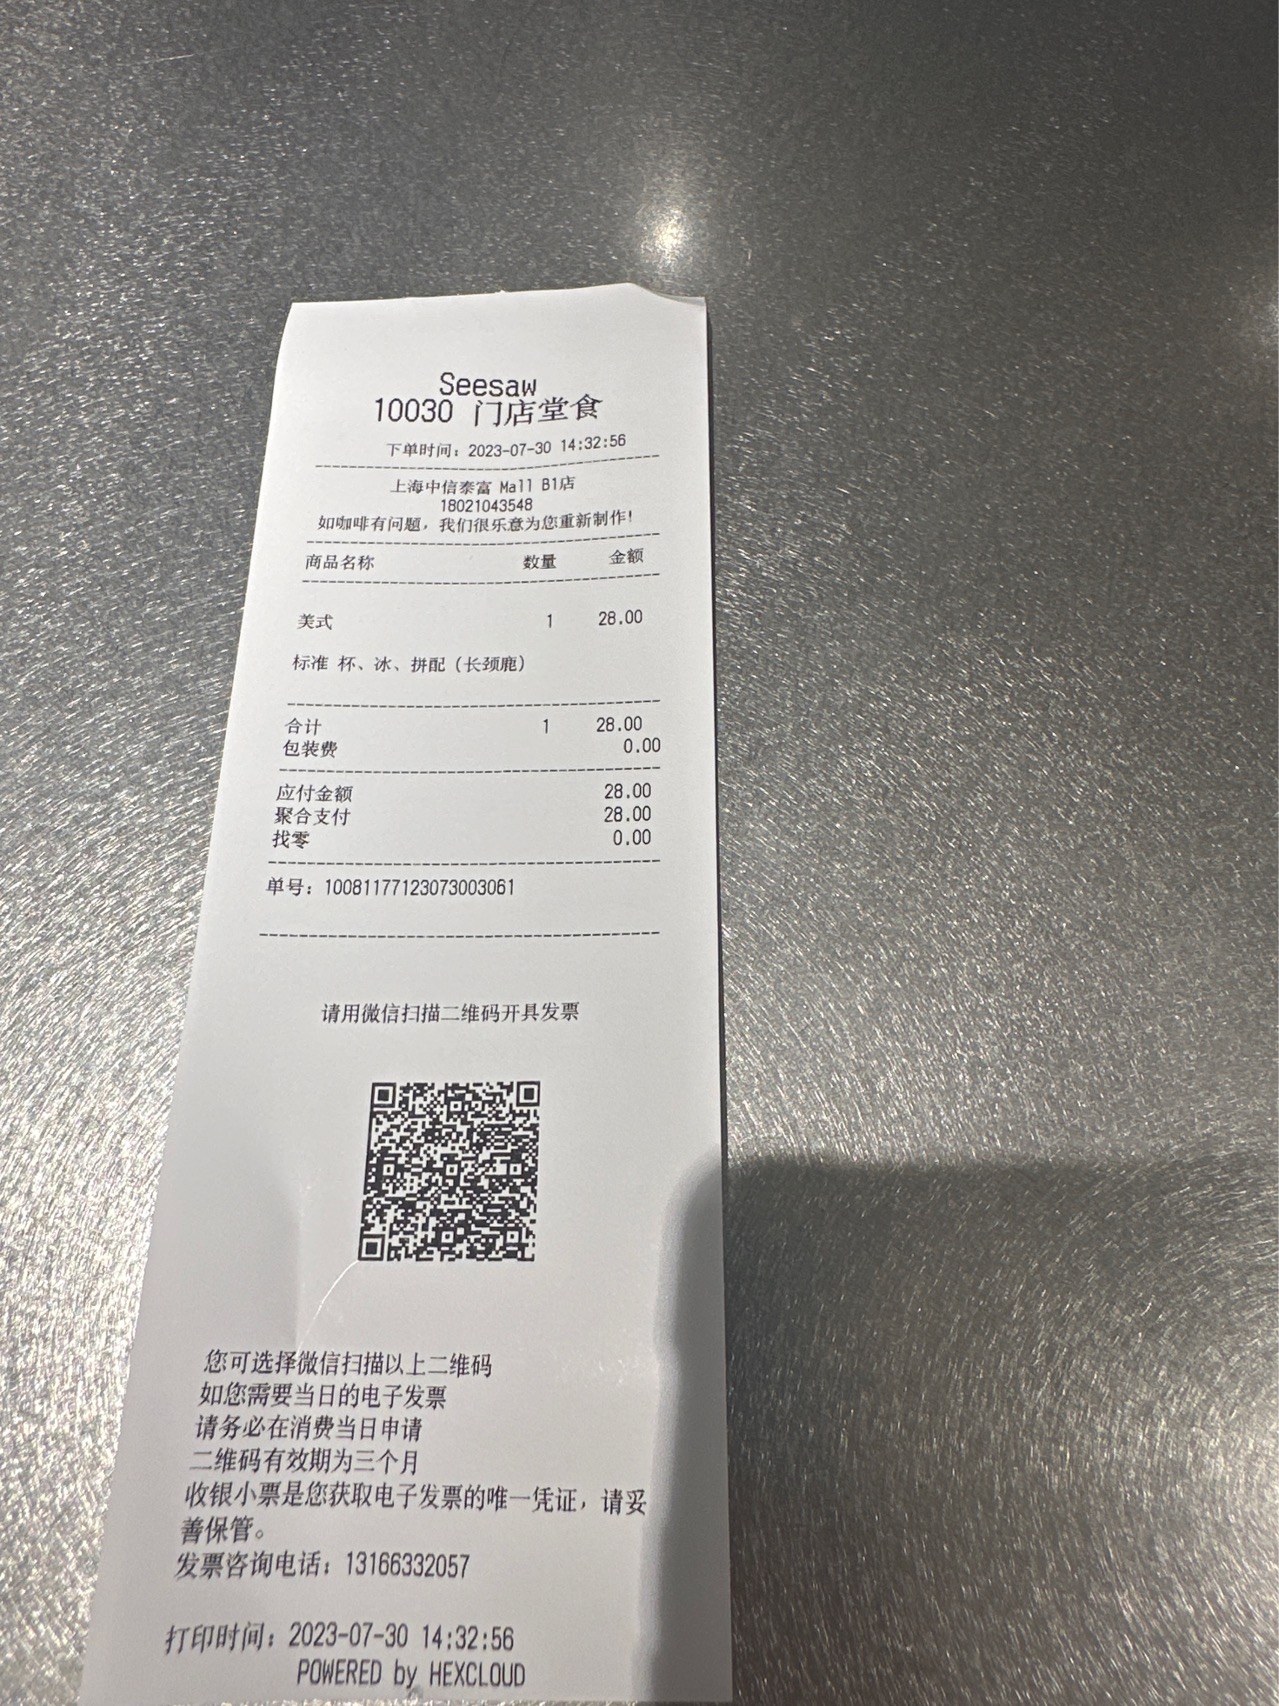 Seesaw
10030 门店堂食
下单时间：2023-07-30 14:32:56
上海中信泰富 Mall B1店
18021043548
如咖啡有问题，我们很乐意为您重新制作！
商品名称 数量 金额
美式 1 28.00
标准 杯、冰、拼配（长颈鹿）
合计 1 28.00
包装费 0.00
应付金额 28.00
聚合支付 28.00
找零 0.00
单号：10081177123073003061
请用微信扫描二维码开具发票
您可选择微信扫描以上二维码
如您需要当日的电子发票
请务必在消费当日申请
二维码有效期为三个月
收银小票是您获取电子发票的唯一凭证，请妥
善保管。
发票咨询电话：13166332057
打印时间：2023-07-30 14:32:56
POWERED by HEXCLOUD